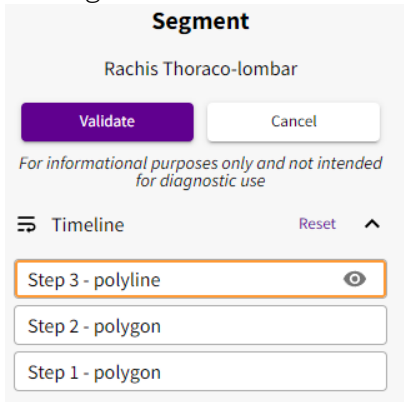 Segment
Rachis Thoraco-lombar
Validate
Cancel
For informational purposes only and not intended
for diagnostic use
Timeline
Reset
Step 3 - polyline
Step 2 - polygon
Step 1 - polygon